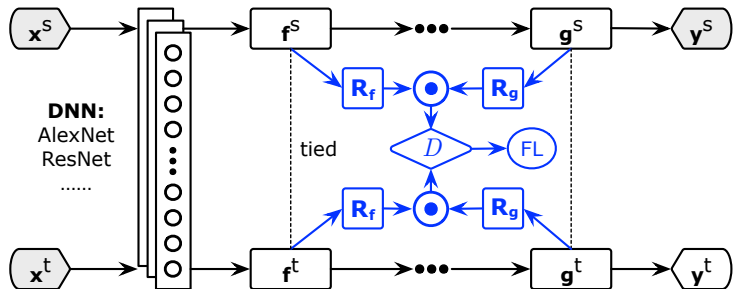 x^s f^s g^s y^s
R_f R_g
DNN:
AlexNet
ResNet
......
tied D FL
R_f R_g
x^t f^t g^t y^t